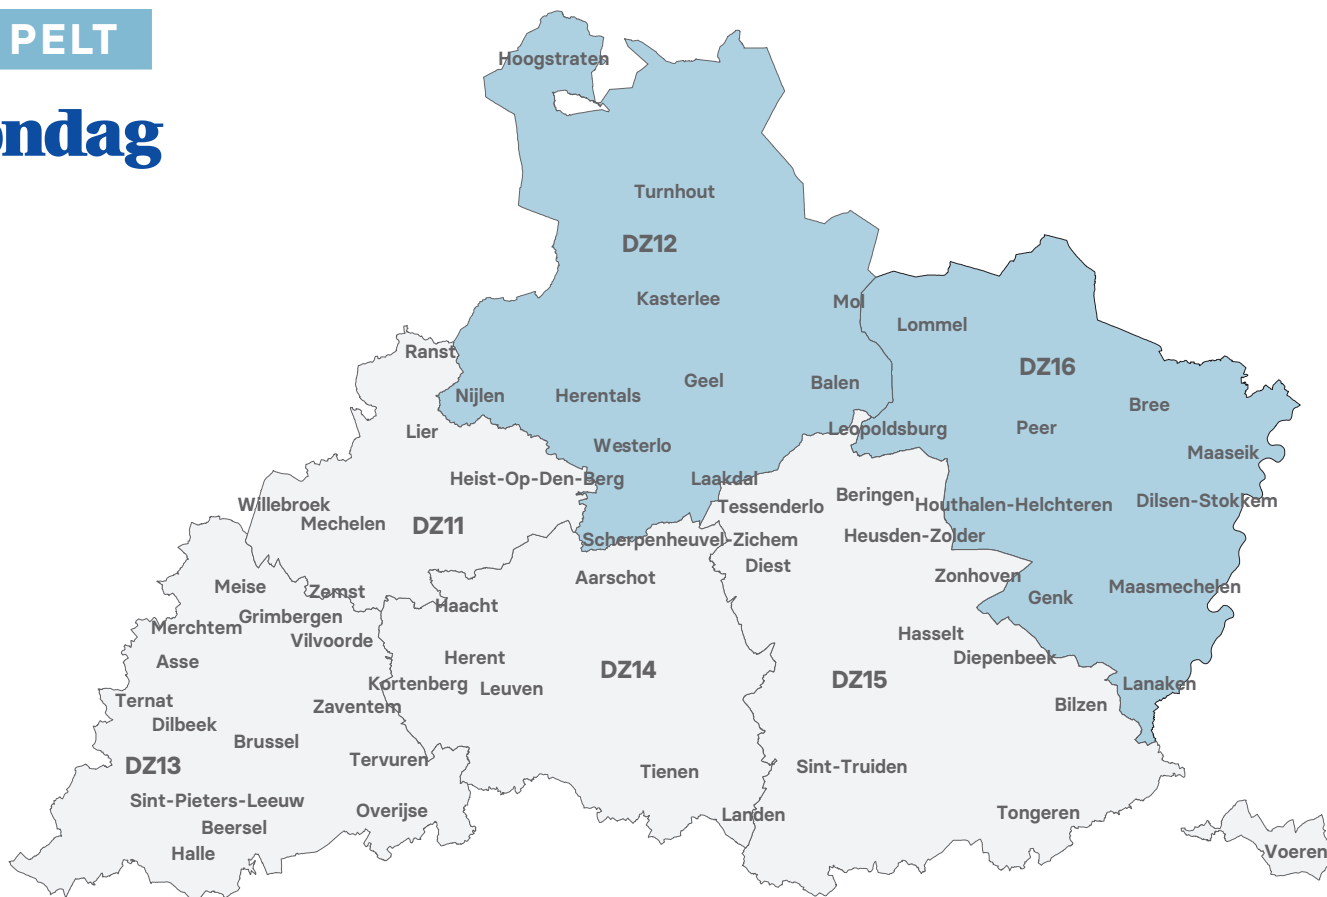 PELT
ondag
Hoogstraten
Turnhout
DZ12
Kasterlee
Mol
Lommel
Ranst
DZ16
Geel
Balen
Nijlen
Herentals
Bree
Lier
Leopoldsburg
Peer
Westerlo
Maaseik
Heist-Op-Den-Berg
Laakdal
Beringen
Dilsen-Stokkem
Willebroek
Tessenderlo
Houthalen-Helchteren
Mechelen
DZ11
Scherpenheuvel-Zichem
Heusden-Zolder
Diest
Aarschot
Zonhoven
Meise
Zemst
Maasmechelen
Haacht
Genk
Grimbergen
Merchtem
Vilvoorde
Hasselt
Asse
Herent
Diepenbeek
DZ14
DZ15
Kortenberg
Leuven
Lanaken
Ternat
Zaventem
Bilzen
Dilbeek
Brussel
DZ13
Tervuren
Tienen
Sint-Truiden
Sint-Pieters-Leeuw
Overijse
Landen
Tongeren
Beersel
Halle
Voeren